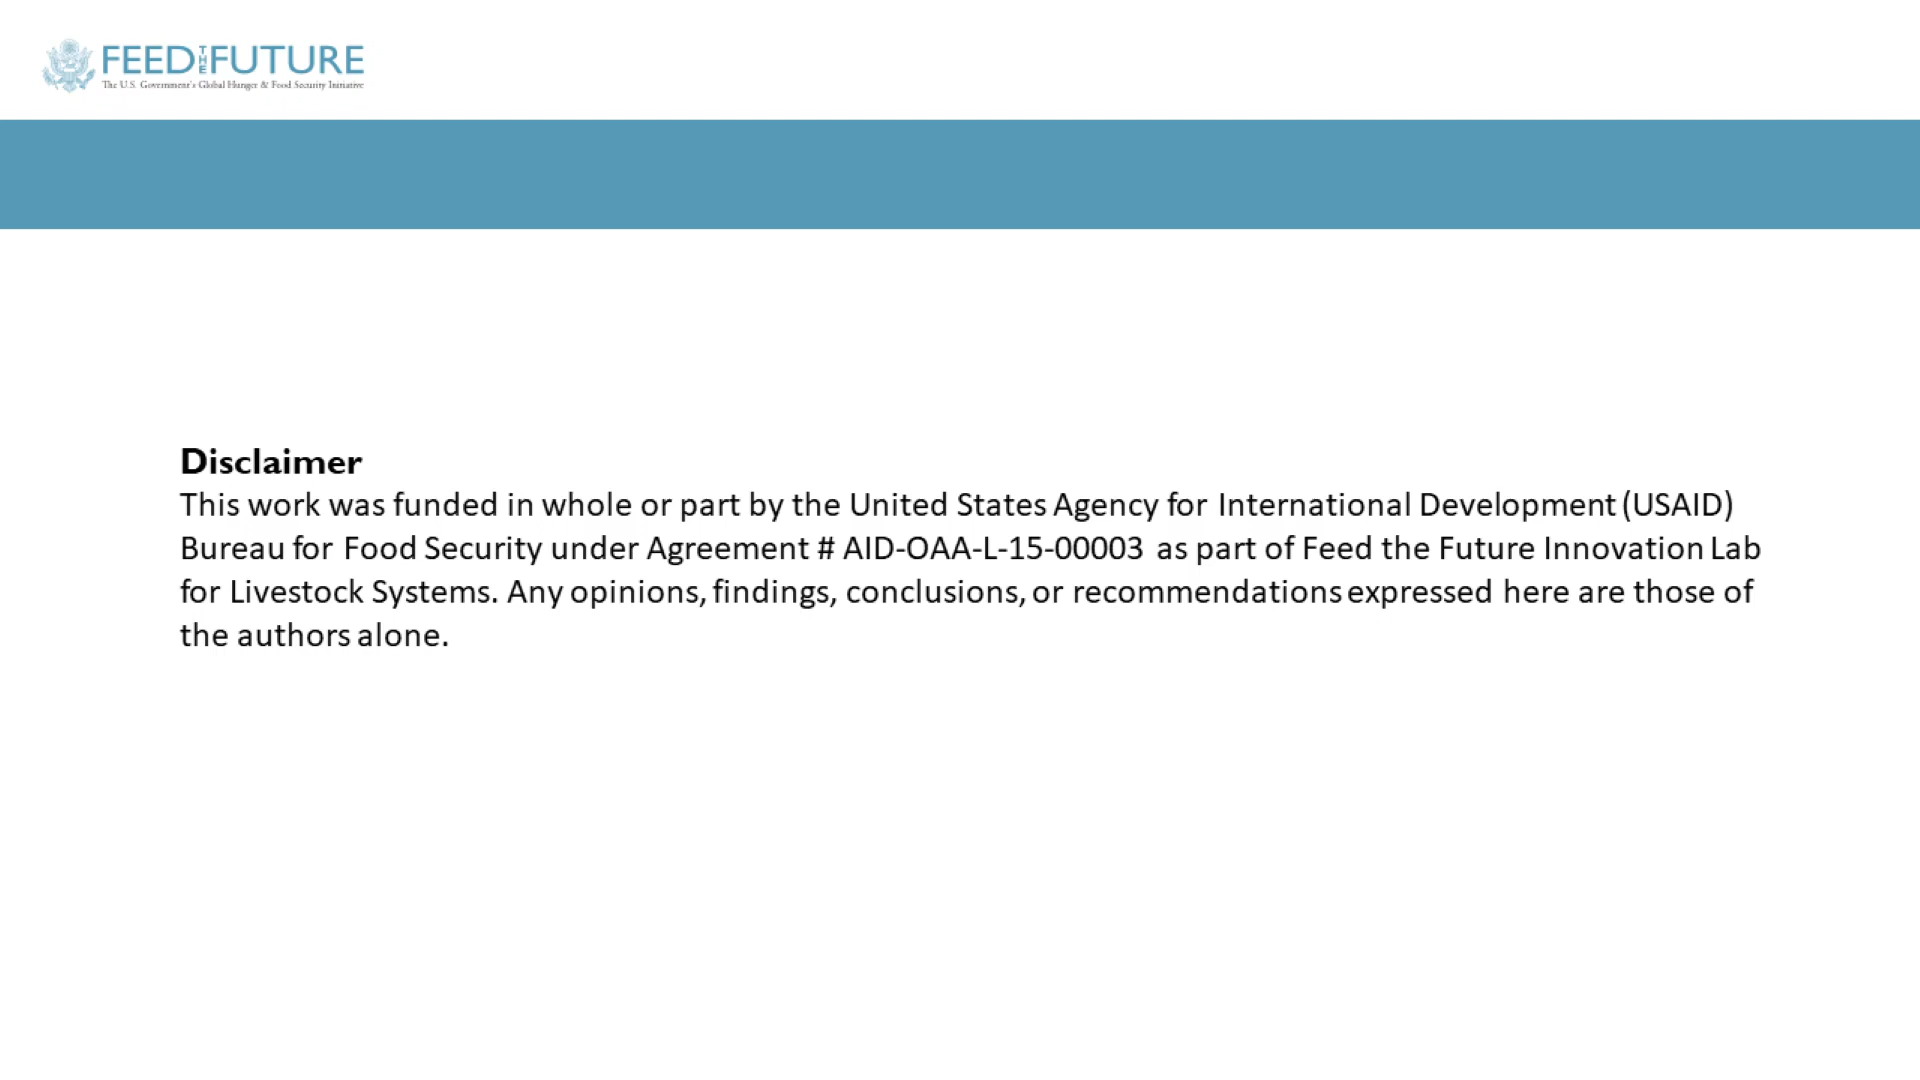 FEED THE FUTURE
The U.S. Government's Global Hunger & Food Security Initiative
Disclaimer
This work was funded in whole or part by the United States Agency for International Development (USAID)
Bureau for Food Security under Agreement # AID-OAA-L-15-00003 as part of Feed the Future Innovation Lab
for Livestock Systems. Any opinions, findings, conclusions, or recommendations expressed here are those of
the authors alone.